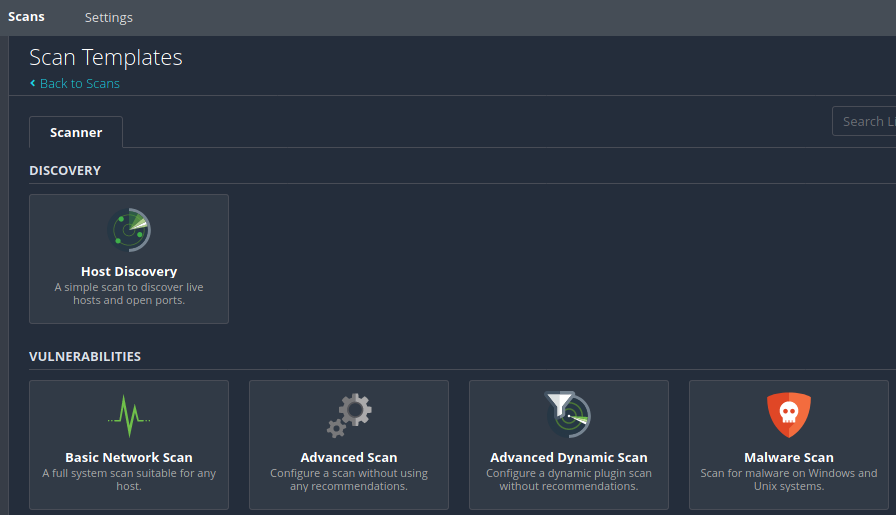 Scans Settings
Scan Templates
Back to Scans
Scanner
Search Li
DISCOVERY
Host Discovery
A simple scan to discover live
hosts and open ports.
VULNERABILITIES
Basic Network Scan
A full system scan suitable for any
host.
Advanced Scan
Configure a scan without using
any recommendations.
Advanced Dynamic Scan
Configure a dynamic plugin scan
without recommendations.
Malware Scan
Scan for malware on Windows and
Unix systems.